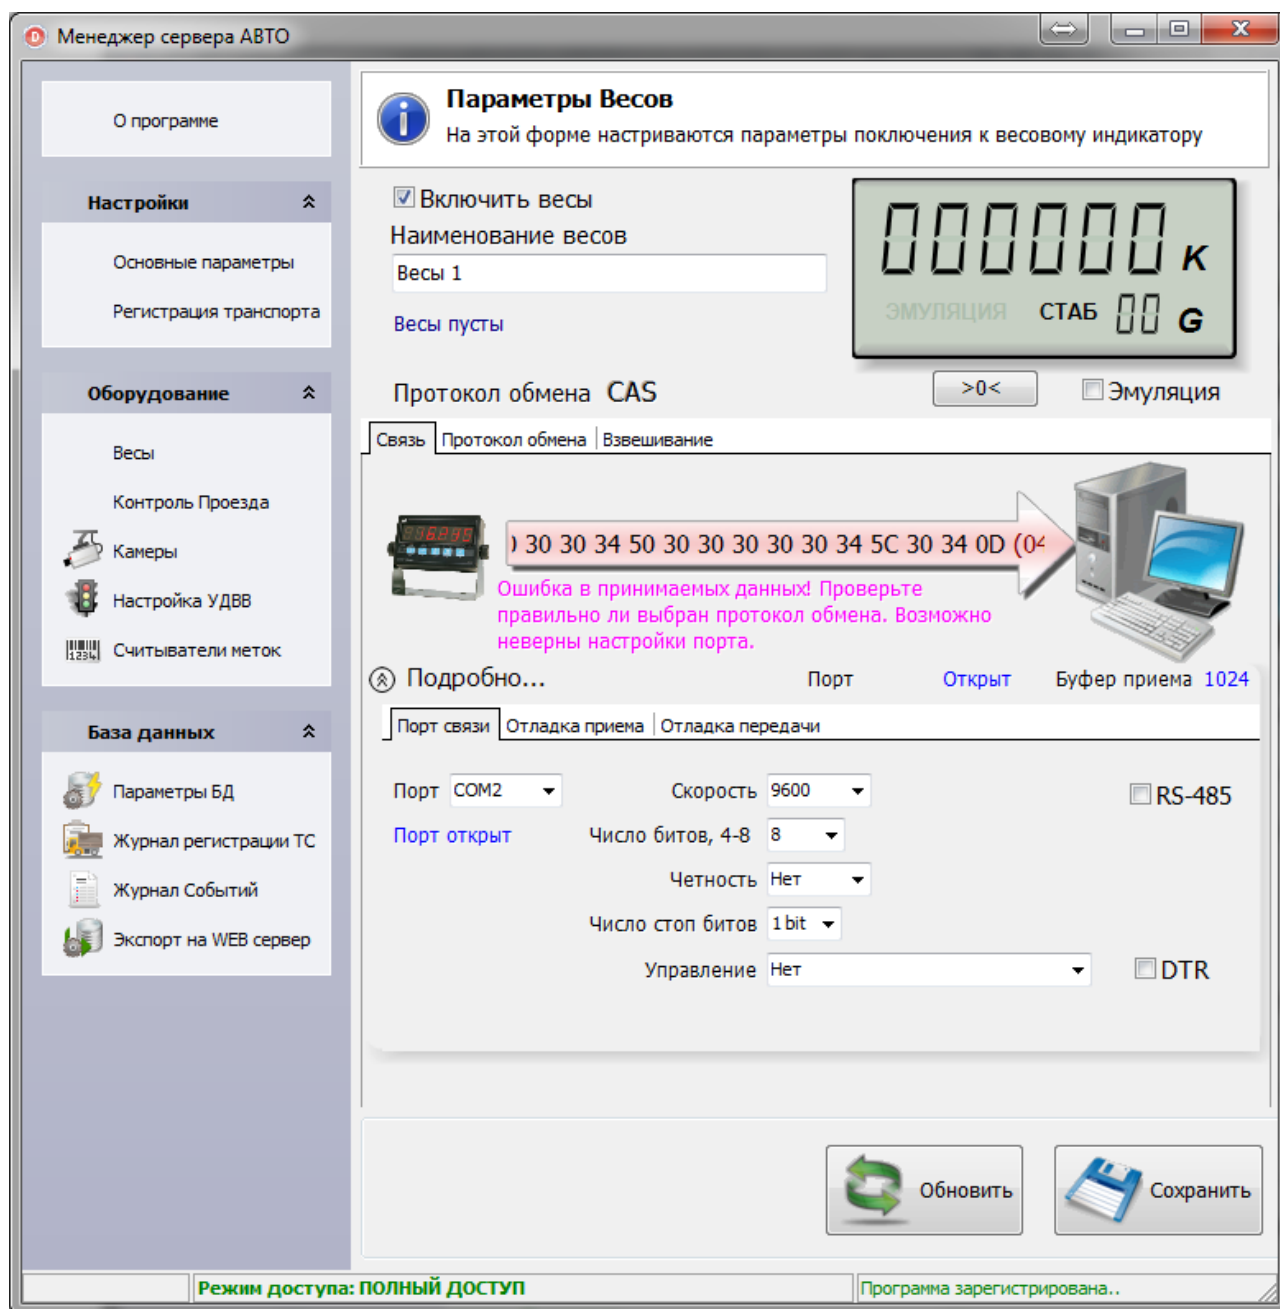 Менеджер сервера АВТО
О программе
Настройки
Основные параметры
Регистрация транспорта
Оборудование
Весы
Контроль Проезда
Камеры
Настройка УДВВ
Считыватели меток
База данных
Параметры БД
Журнал регистрации ТС
Журнал Событий
Экспорт на WEB сервер
Параметры Весов
На этой форме настриваются параметры поключения к весовому индикатору
Включить весы
Наименование весов
Весы 1
Весы пусты
000000 K
ЭМУЛЯЦИЯ СТАБ 00 G
Протокол обмена CAS
>0<
Эмуляция
Связь Протокол обмена Взвешивание
) 30 30 34 50 30 30 30 30 30 34 5C 30 34 0D (04
Ошибка в принимаемых данных! Проверьте
правильно ли выбран протокол обмена. Возможно
неверны настройки порта.
Подробно... Порт Открыт Буфер приема 1024
Порт связи Отладка приема Отладка передачи
Порт COM2 Скорость 9600 RS-485
Порт открыт Число битов, 4-8 8
Четность Нет
Число стоп битов 1 bit
Управление Нет DTR
Обновить Сохранить
Режим доступа: ПОЛНЫЙ ДОСТУП Программа зарегистрирована..